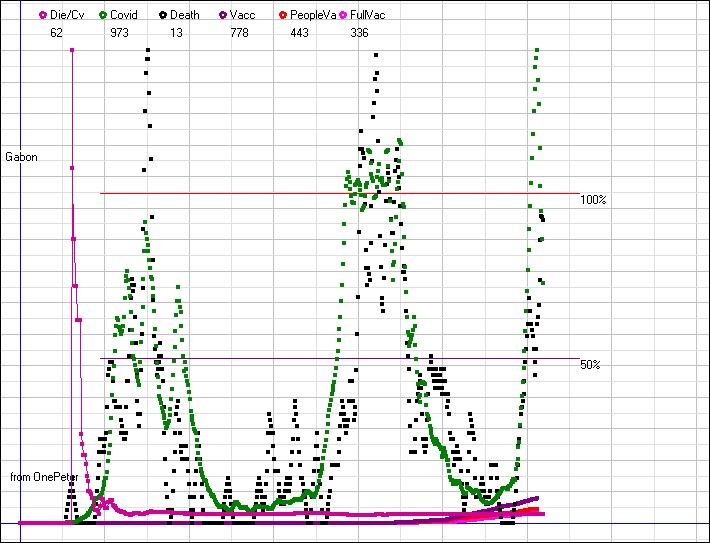 Die/Cv Covid Death Vacc PeopleVa FullVac
62 973 13 778 443 336
Gabon
100%
50%
from OnePeter